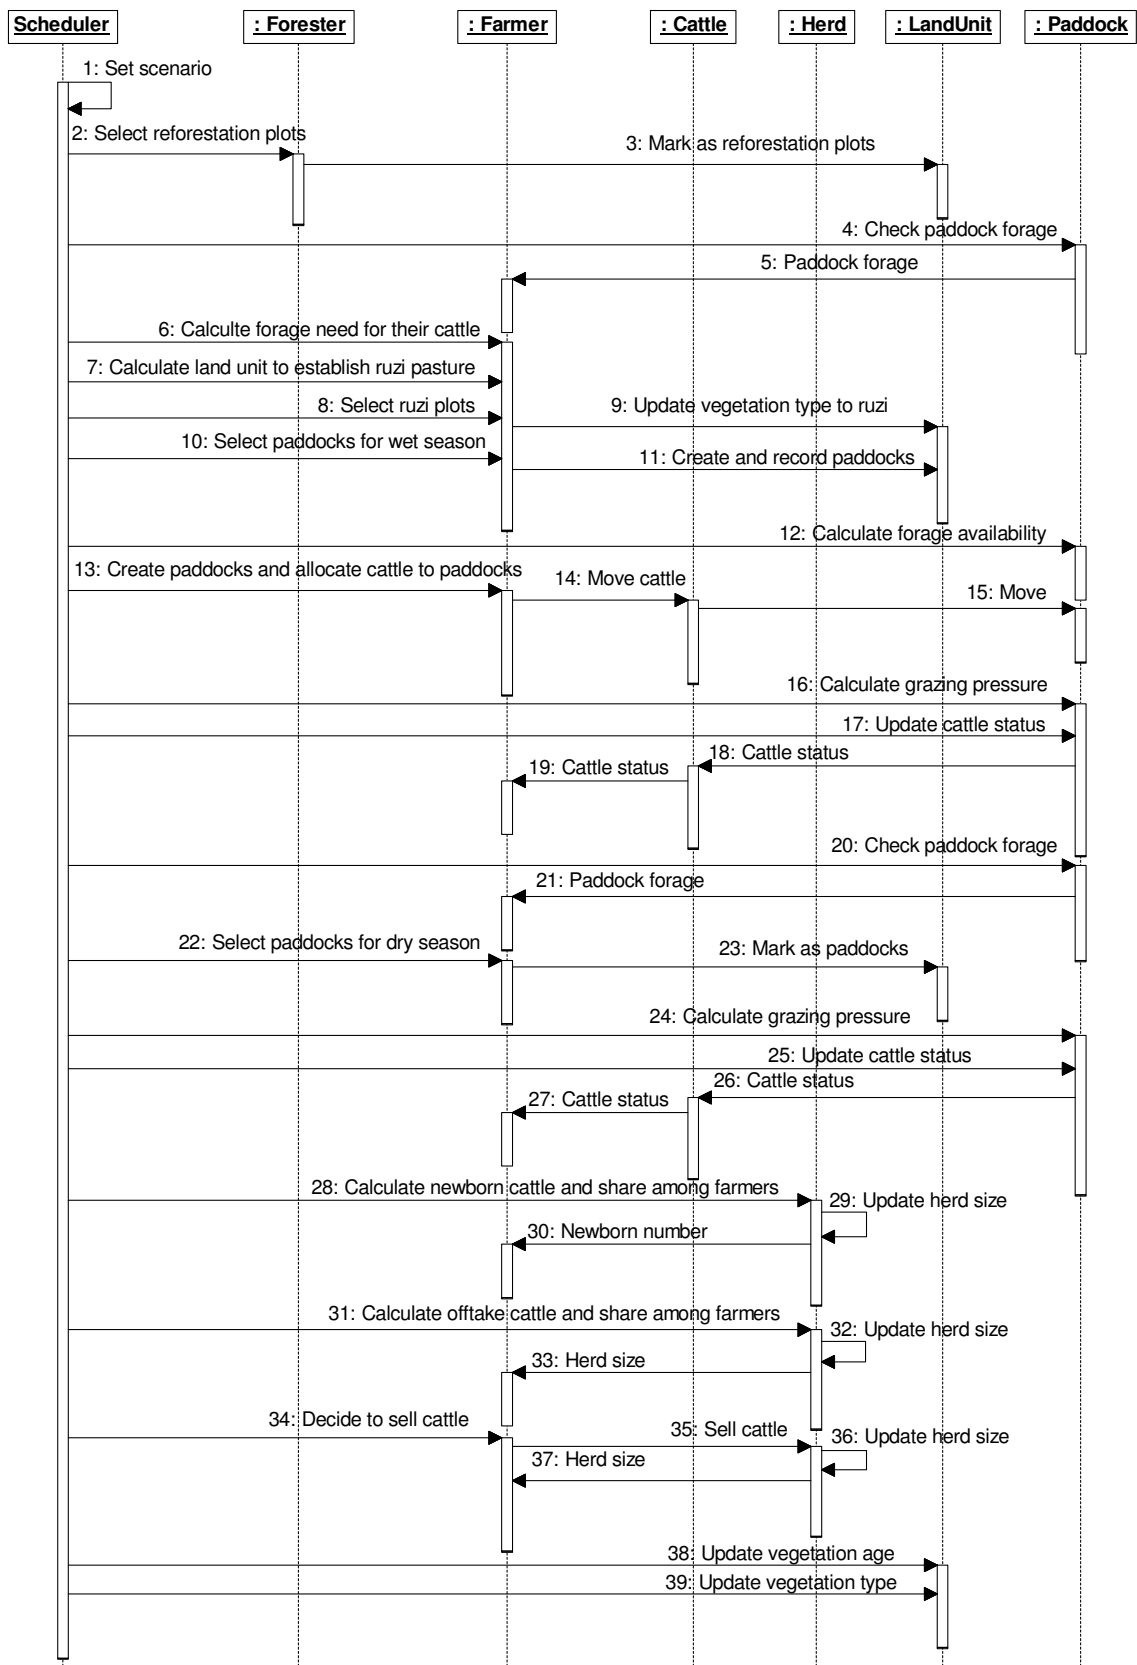 Scheduler
: Forester
: Farmer
: Cattle
: Herd
: LandUnit
: Paddock
1: Set scenario
2: Select reforestation plots
3: Mark as reforestation plots
4: Check paddock forage
5: Paddock forage
6: Calculte forage need for their cattle
7: Calculate land unit to establish ruzi pasture
8: Select ruzi plots
9: Update vegetation type to ruzi
10: Select paddocks for wet season
11: Create and record paddocks
12: Calculate forage availability
13: Create paddocks and allocate cattle to paddocks
14: Move cattle
15: Move
16: Calculate grazing pressure
17: Update cattle status
18: Cattle status
19: Cattle status
20: Check paddock forage
21: Paddock forage
22: Select paddocks for dry season
23: Mark as paddocks
24: Calculate grazing pressure
25: Update cattle status
26: Cattle status
27: Cattle status
28: Calculate newborn cattle and share among farmers
29: Update herd size
30: Newborn number
31: Calculate offtake cattle and share among farmers
32: Update herd size
33: Herd size
34: Decide to sell cattle
35: Sell cattle
36: Update herd size
37: Herd size
38: Update vegetation age
39: Update vegetation type